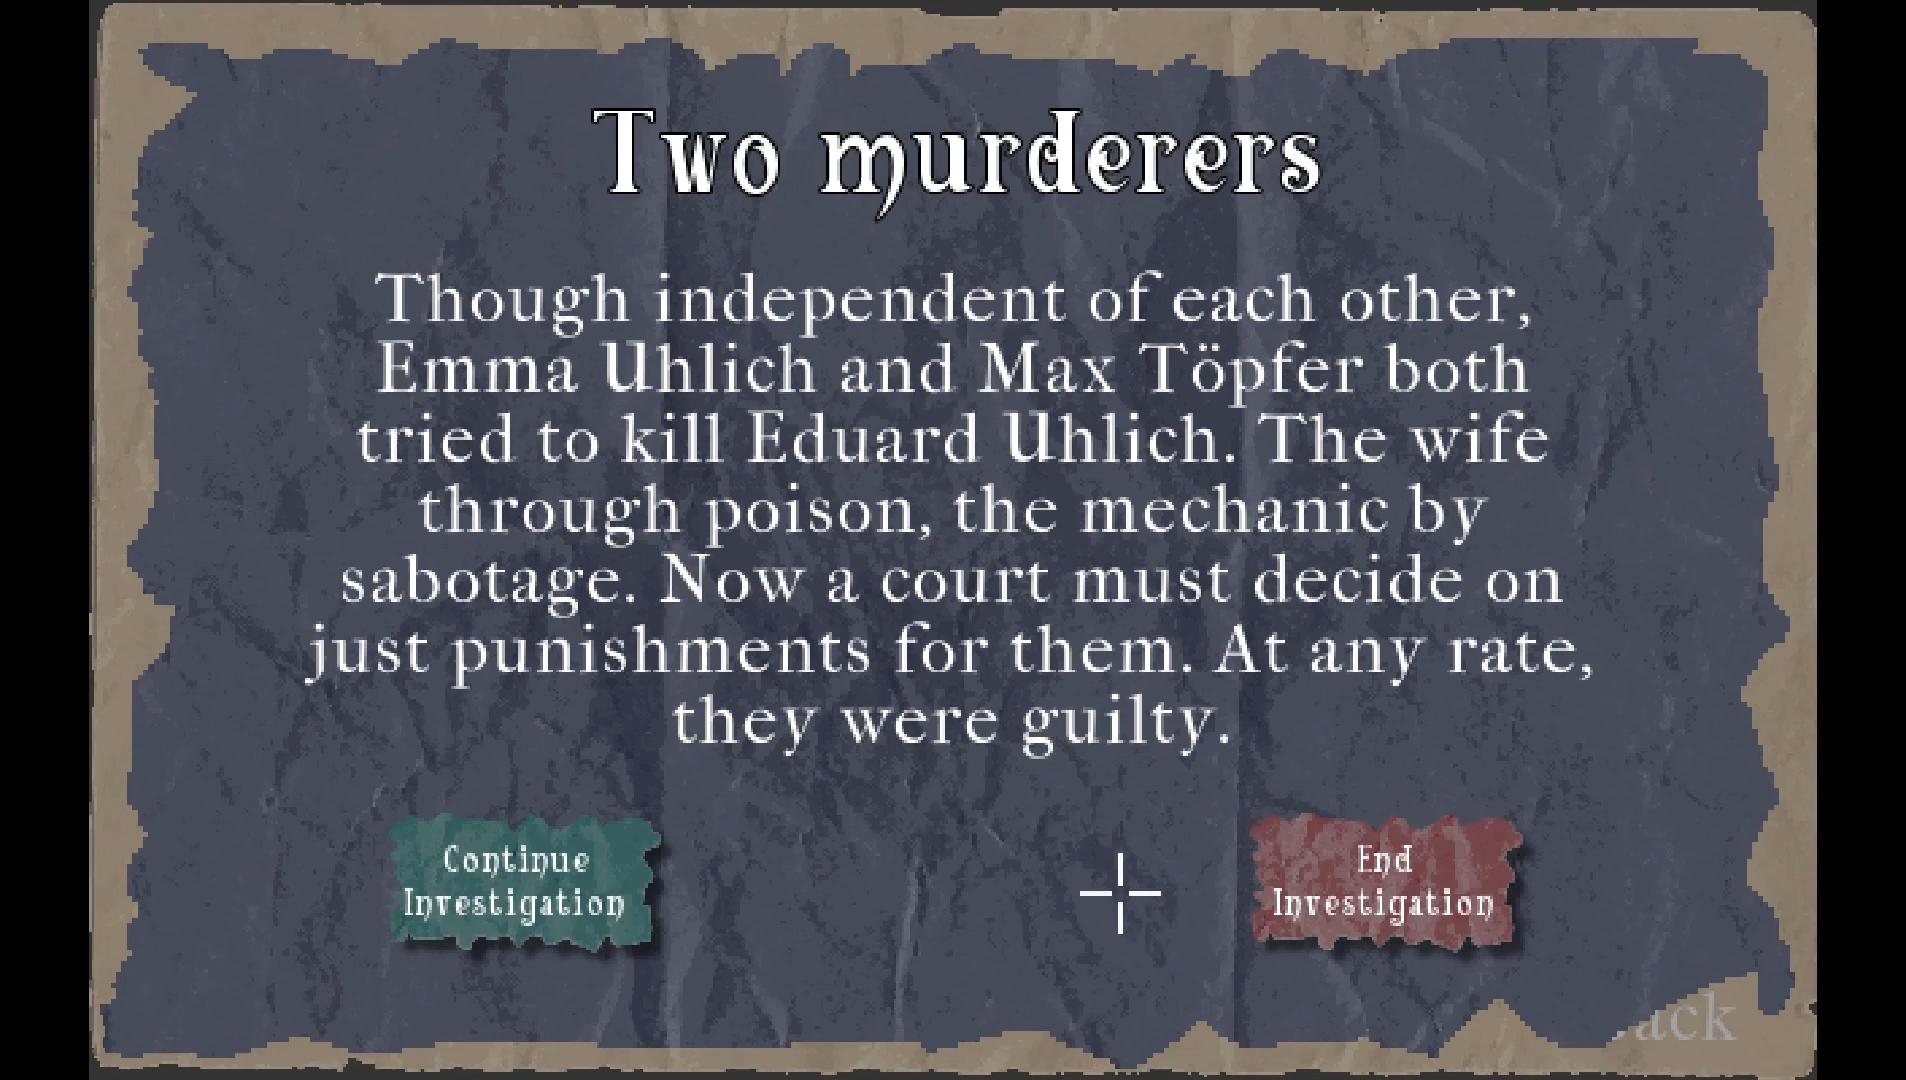 Two murderers
Though independent of each other,
Emma Uhlich and Max Töpfer both
tried to kill Eduard Uhlich. The wife
through poison, the mechanic by
sabotage. Now a court must decide on
just punishments for them. At any rate,
they were guilty.
Continue
Investigation
End
Investigation